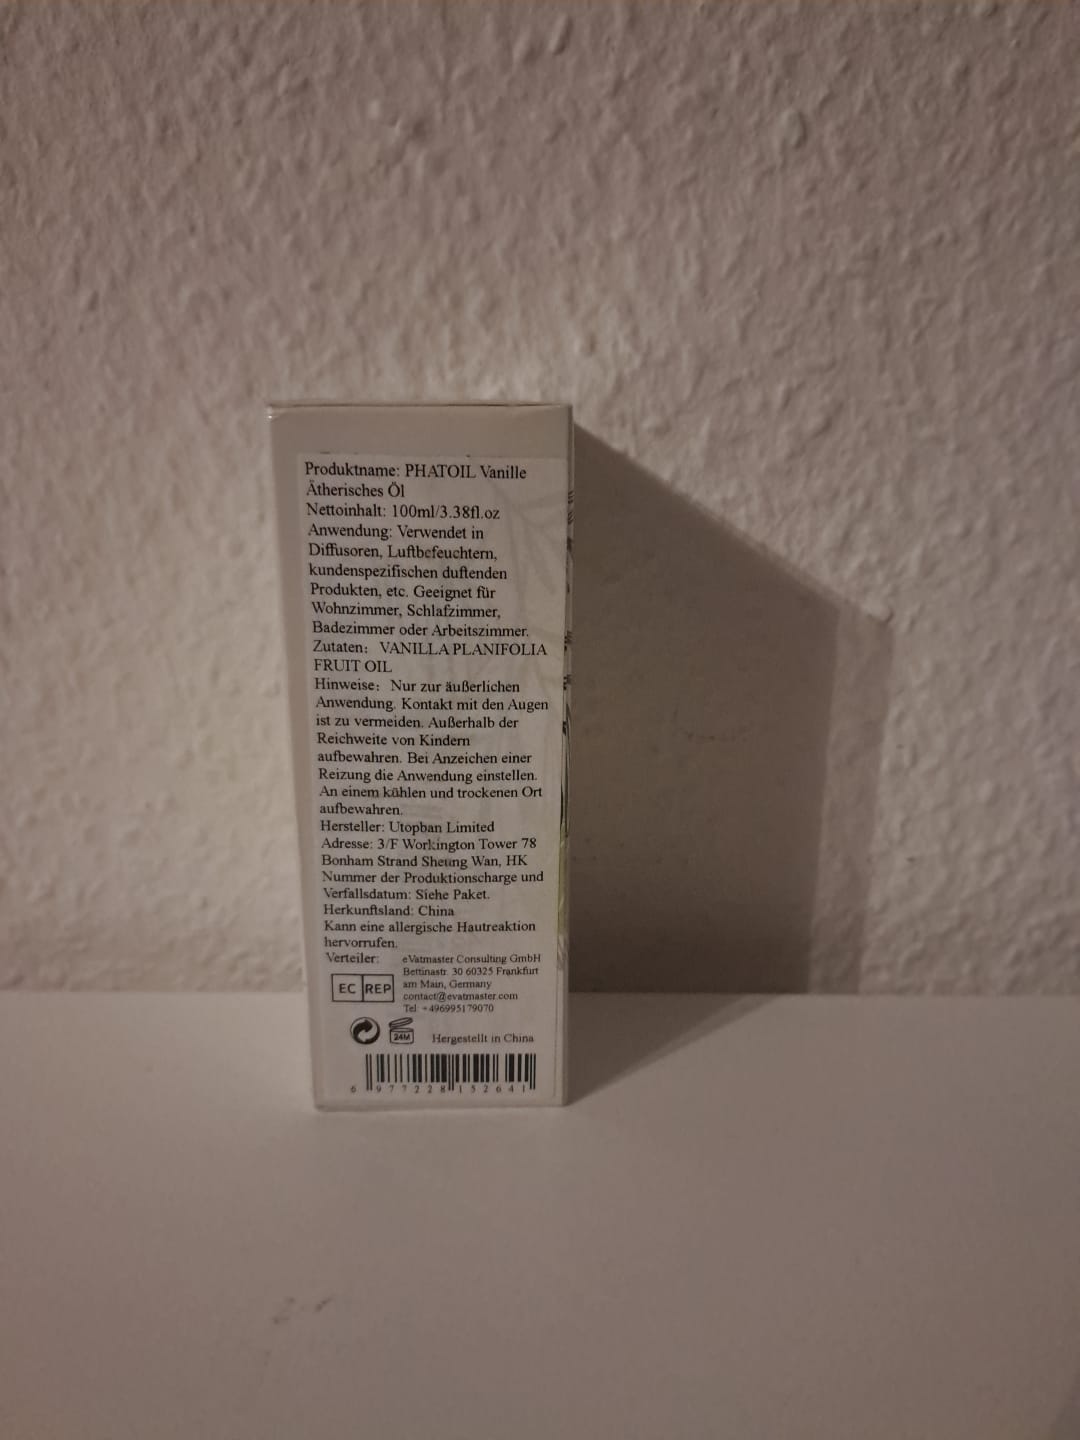 Produktname: PHATOIL Vanille
Ätherisches Öl
Nettoinhalt: 100ml/3.38fl.oz
Anwendung: Verwendet in
Diffusoren, Luftbefeuchtern,
kundenspezifischen duftenden
Produkten, etc. Geeignet für
Wohnzimmer, Schlafzimmer,
Badezimmer oder Arbeitszimmer.
Zutaten: VANILLA PLANIFOLIA
FRUIT OIL
Hinweise: Nur zur äußerlichen
Anwendung. Kontakt mit den Augen
ist zu vermeiden. Außerhalb der
Reichweite von Kindern
aufbewahren. Bei Anzeichen einer
Reizung die Anwendung einstellen.
An einem kühlen und trockenen Ort
aufbewahren.
Hersteller: Utopban Limited
Adresse: 3/F Workington Tower 78
Bonham Strand Sheung Wan, HK
Nummer der Produktionscharge und
Verfallsdatum: Siehe Paket.
Herkunftsland: China
Kann eine allergische Hautreaktion
hervorrufen.
Verteiler: eVatmaster Consulting GmbH
Bettinastr. 30 60325 Frankfurt
am Main, Germany
contact@evatmaster.com
Tel: +496995179070
EC REP
24M
Hergestellt in China
6 977228 152641